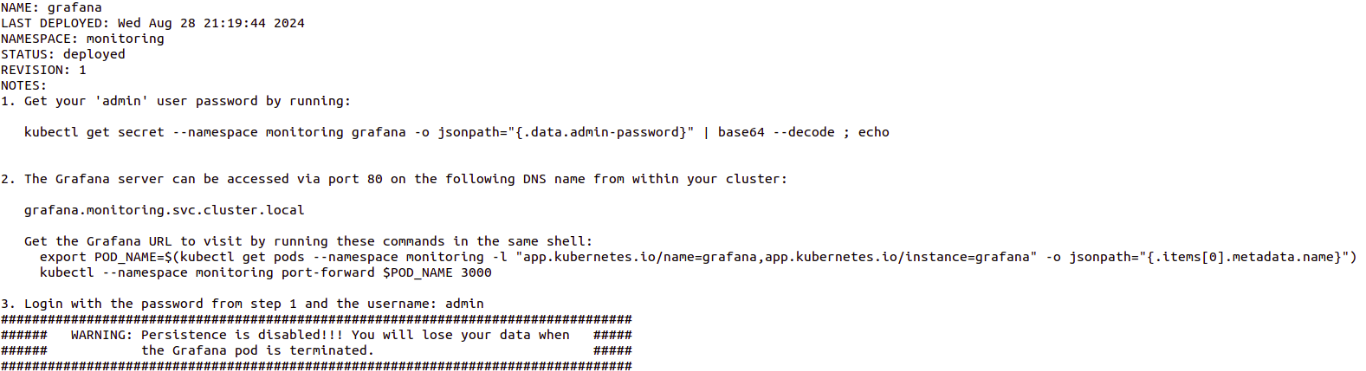 NAME: grafana
LAST DEPLOYED: Wed Aug 28 21:19:44 2024
NAMESPACE: monitoring
STATUS: deployed
REVISION: 1
NOTES:
1. Get your 'admin' user password by running:

   kubectl get secret --namespace monitoring grafana -o jsonpath="{.data.admin-password}" | base64 --decode ; echo


2. The Grafana server can be accessed via port 80 on the following DNS name from within your cluster:

   grafana.monitoring.svc.cluster.local

   Get the Grafana URL to visit by running these commands in the same shell:
     export POD_NAME=$(kubectl get pods --namespace monitoring -l "app.kubernetes.io/name=grafana,app.kubernetes.io/instance=grafana" -o jsonpath="{.items[0].metadata.name}")
     kubectl --namespace monitoring port-forward $POD_NAME 3000

3. Login with the password from step 1 and the username: admin
#################################################################################
######   WARNING: Persistence is disabled!!! You will lose your data when   #####
######            the Grafana pod is terminated.                            #####
#################################################################################